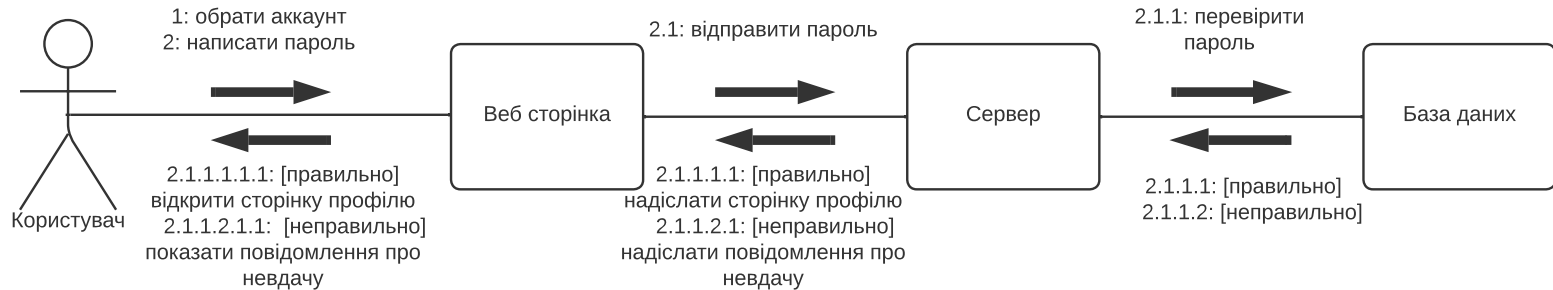 1: обрати аккаунт
2: написати пароль
Користувач
2.1.1.1.1.1: [правильно]
відкрити сторінку профілю
2.1.1.2.1.1: [неправильно]
показати повідомлення про
невдачу
Веб сторінка
2.1: відправити пароль
2.1.1.1.1: [правильно]
надіслати сторінку профілю
2.1.1.2.1: [неправильно]
надіслати повідомлення про
невдачу
Сервер
2.1.1: перевірити
пароль
2.1.1.1: [правильно]
2.1.1.2: [неправильно]
База даних